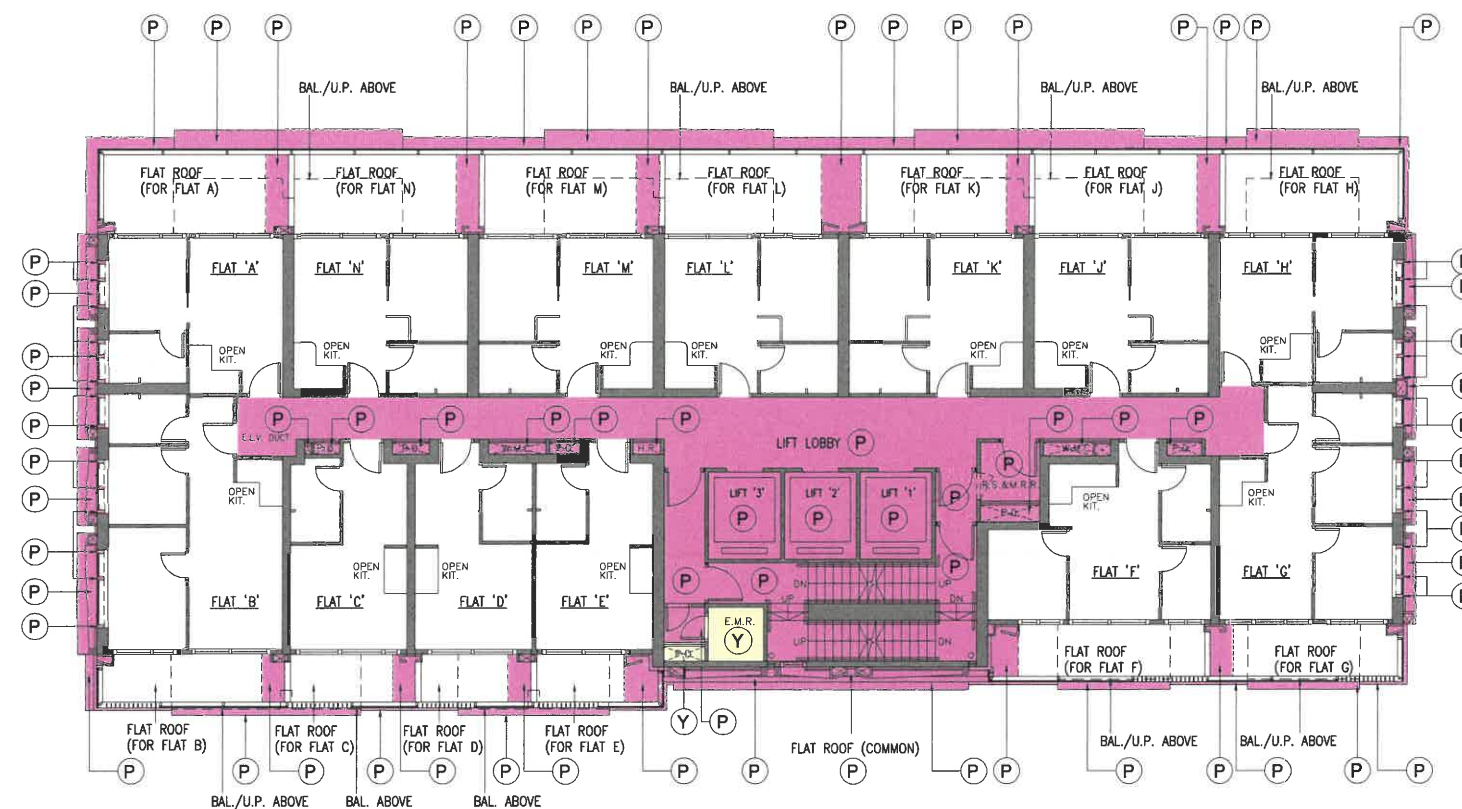 P P P P P P P P P P P P P P P
BAL./U.P. ABOVE
BAL./U.P. ABOVE
BAL./U.P. ABOVE
BAL./U.P. ABOVE
FLAT ROOF
(FOR FLAT A)
FLAT ROOF
(FOR FLAT N)
FLAT ROOF
(FOR FLAT M)
FLAT ROOF
(FOR FLAT L)
FLAT ROOF
(FOR FLAT K)
FLAT ROOF
(FOR FLAT J)
FLAT ROOF
(FOR FLAT H)
P
P
P
P
P
P
P
P
P
P
FLAT 'A'
FLAT 'N'
FLAT 'M'
FLAT 'L'
FLAT 'K'
FLAT 'J'
FLAT 'H'
OPEN
KIT.
OPEN
KIT.
OPEN
KIT.
OPEN
KIT.
OPEN
KIT.
OPEN
KIT.
OPEN
KIT.
P P P P P P P P P
E.L.V. DUCT
H.R.
LIFT LOBBY P
P
R.S.&M.R.R.
OPEN
KIT.
OPEN
KIT.
OPEN
KIT.
OPEN
KIT.
LIFT '3'
P
LIFT '2'
P
LIFT '1'
P
P
OPEN
KIT.
OPEN
KIT.
OPEN
KIT.
FLAT 'B'
FLAT 'C'
FLAT 'D'
FLAT 'E'
P P P
DN UP
UP DN
UP DN
E.M.R.
Y
FLAT 'F'
FLAT 'G'
FLAT ROOF
(FOR FLAT F)
FLAT ROOF
(FOR FLAT G)
FLAT ROOF
(FOR FLAT B)
FLAT ROOF
(FOR FLAT C)
FLAT ROOF
(FOR FLAT D)
FLAT ROOF
(FOR FLAT E)
Y P
FLAT ROOF (COMMON)
BAL./U.P. ABOVE
BAL./U.P. ABOVE
P P P P P P P P P P P P P P P P P
BAL./U.P. ABOVE
BAL. ABOVE
BAL. ABOVE